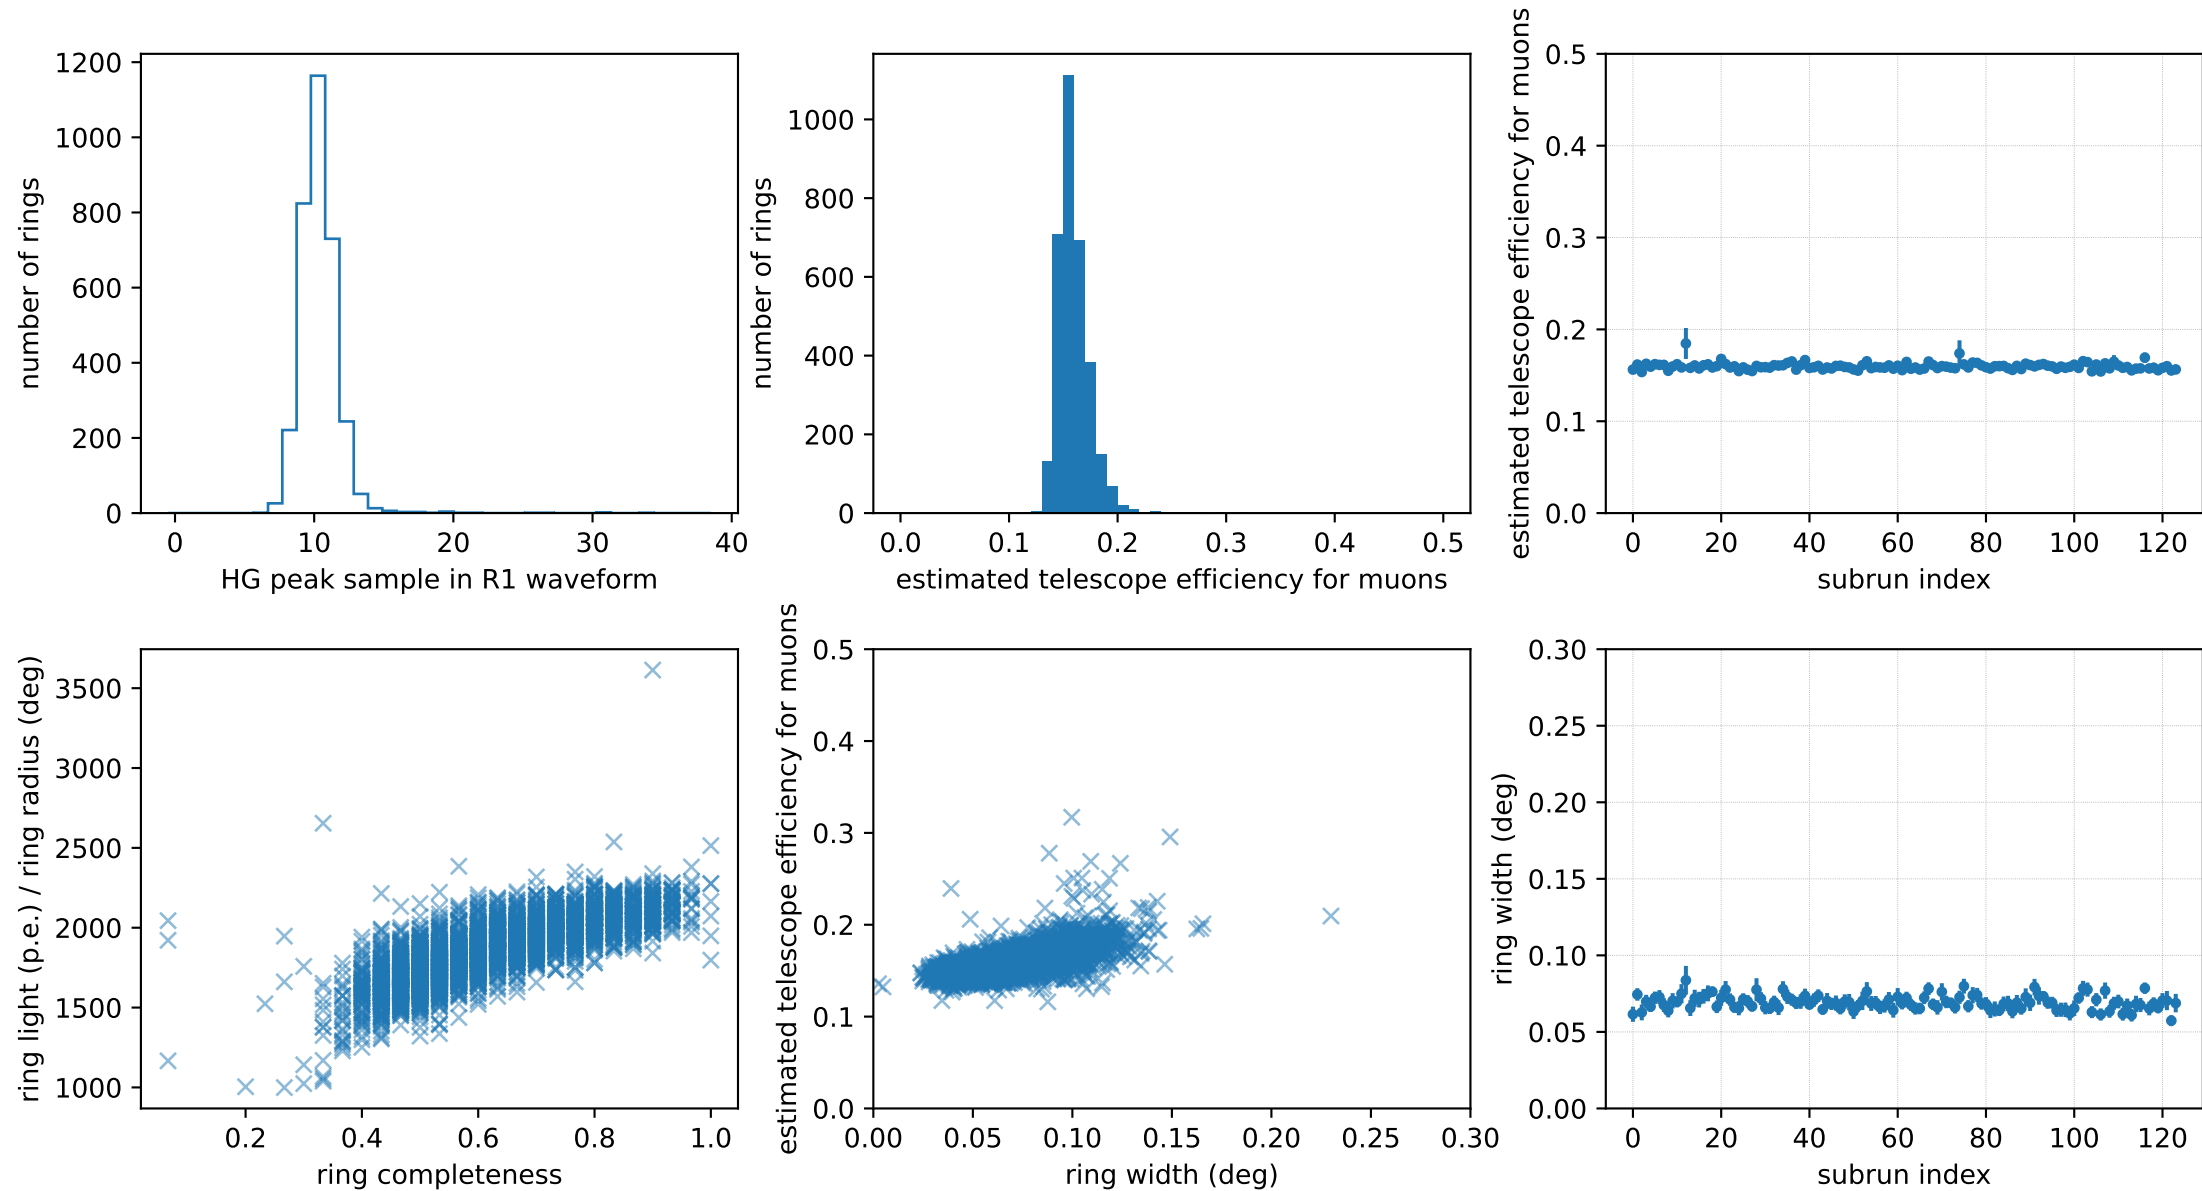 number of rings
1200
1000
800
600
400
200
0
0 10 20 30 40
HG peak sample in R1 waveform
number of rings
1000
800
600
400
200
0
0.0 0.1 0.2 0.3 0.4 0.5
estimated telescope efficiency for muons
estimated telescope efficiency for muons
0.5
0.4
0.3
0.2
0.1
0.0
0 20 40 60 80 100 120
subrun index
ring light (p.e.) / ring radius (deg)
3500
3000
2500
2000
1500
1000
0.2 0.4 0.6 0.8 1.0
ring completeness
estimated telescope efficiency for muons
0.5
0.4
0.3
0.2
0.1
0.0
0.00 0.05 0.10 0.15 0.20 0.25 0.30
ring width (deg)
ring width (deg)
0.30
0.25
0.20
0.15
0.10
0.05
0.00
0 20 40 60 80 100 120
subrun index